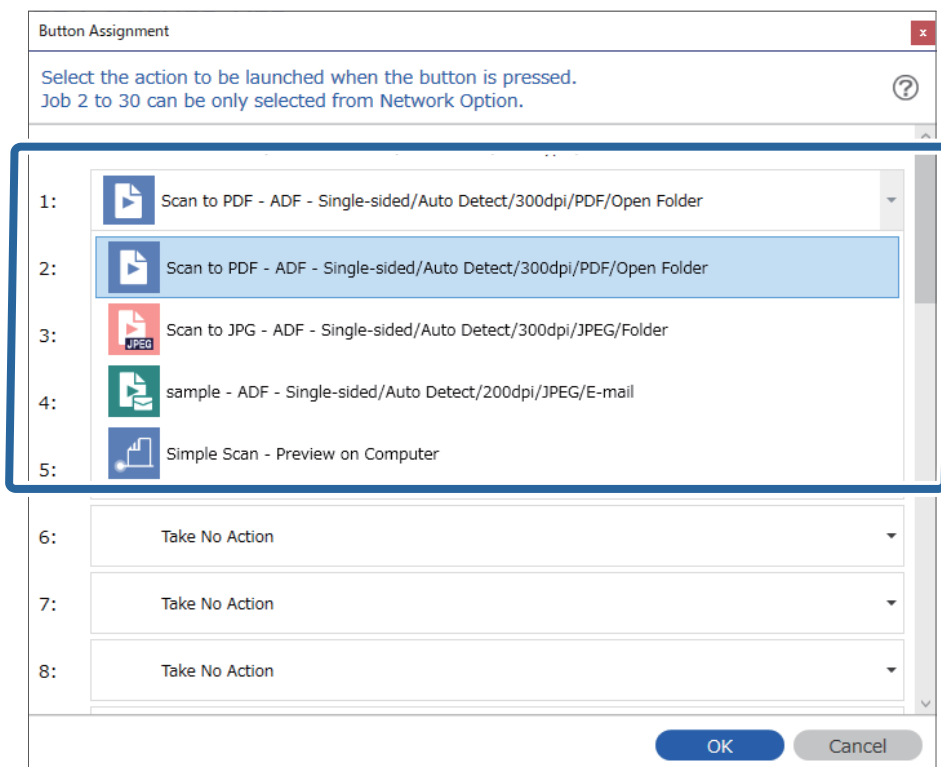 Button Assignment
x
Select the action to be launched when the button is pressed.
Job 2 to 30 can be only selected from Network Option.
?
1: Scan to PDF - ADF - Single-sided/Auto Detect/300dpi/PDF/Open Folder
2: Scan to PDF - ADF - Single-sided/Auto Detect/300dpi/PDF/Open Folder
3: Scan to JPG - ADF - Single-sided/Auto Detect/300dpi/JPEG/Folder
JPEG
4: sample - ADF - Single-sided/Auto Detect/200dpi/JPEG/E-mail
5: Simple Scan - Preview on Computer
6: Take No Action
7: Take No Action
8: Take No Action
OK Cancel